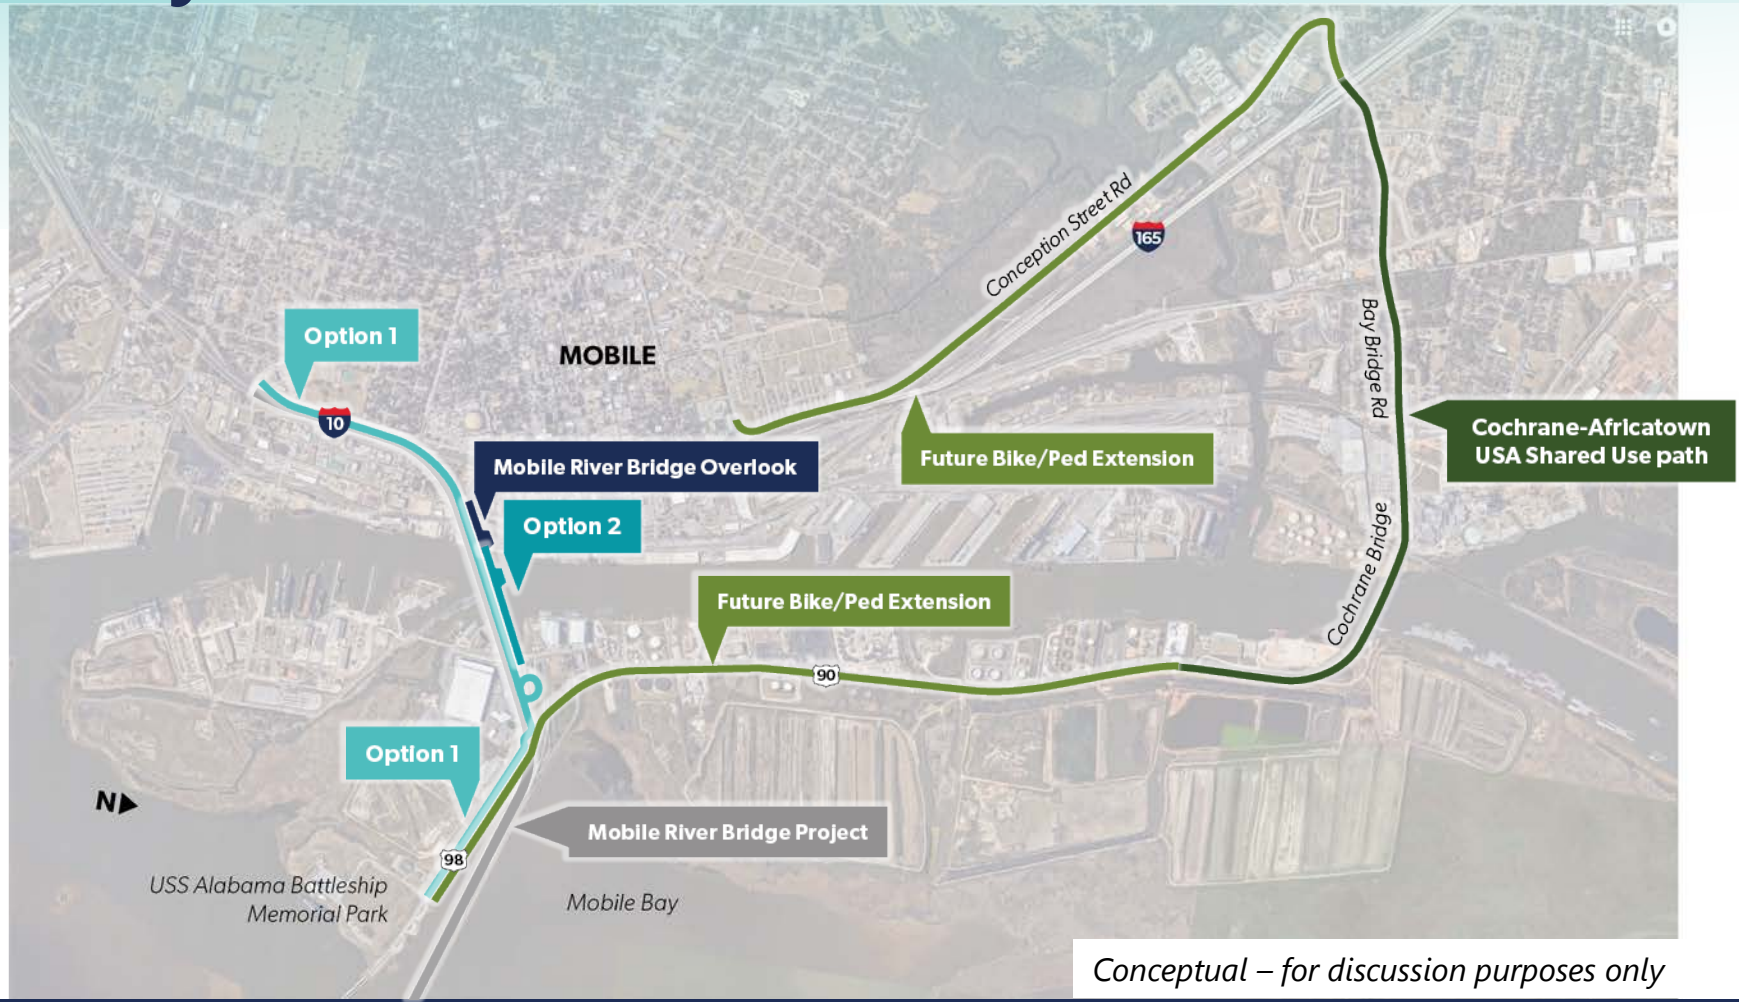 Conception Street Rd
165
Option 1
MOBILE
Bay Bridge Rd
10
Cochrane-Africatown
USA Shared Use path
Mobile River Bridge Overlook
Future Bike/Ped Extension
Option 2
Cochrane Bridge
Future Bike/Ped Extension
90
Option 1
N
Mobile River Bridge Project
98
USS Alabama Battleship
Memorial Park
Mobile Bay
Conceptual – for discussion purposes only